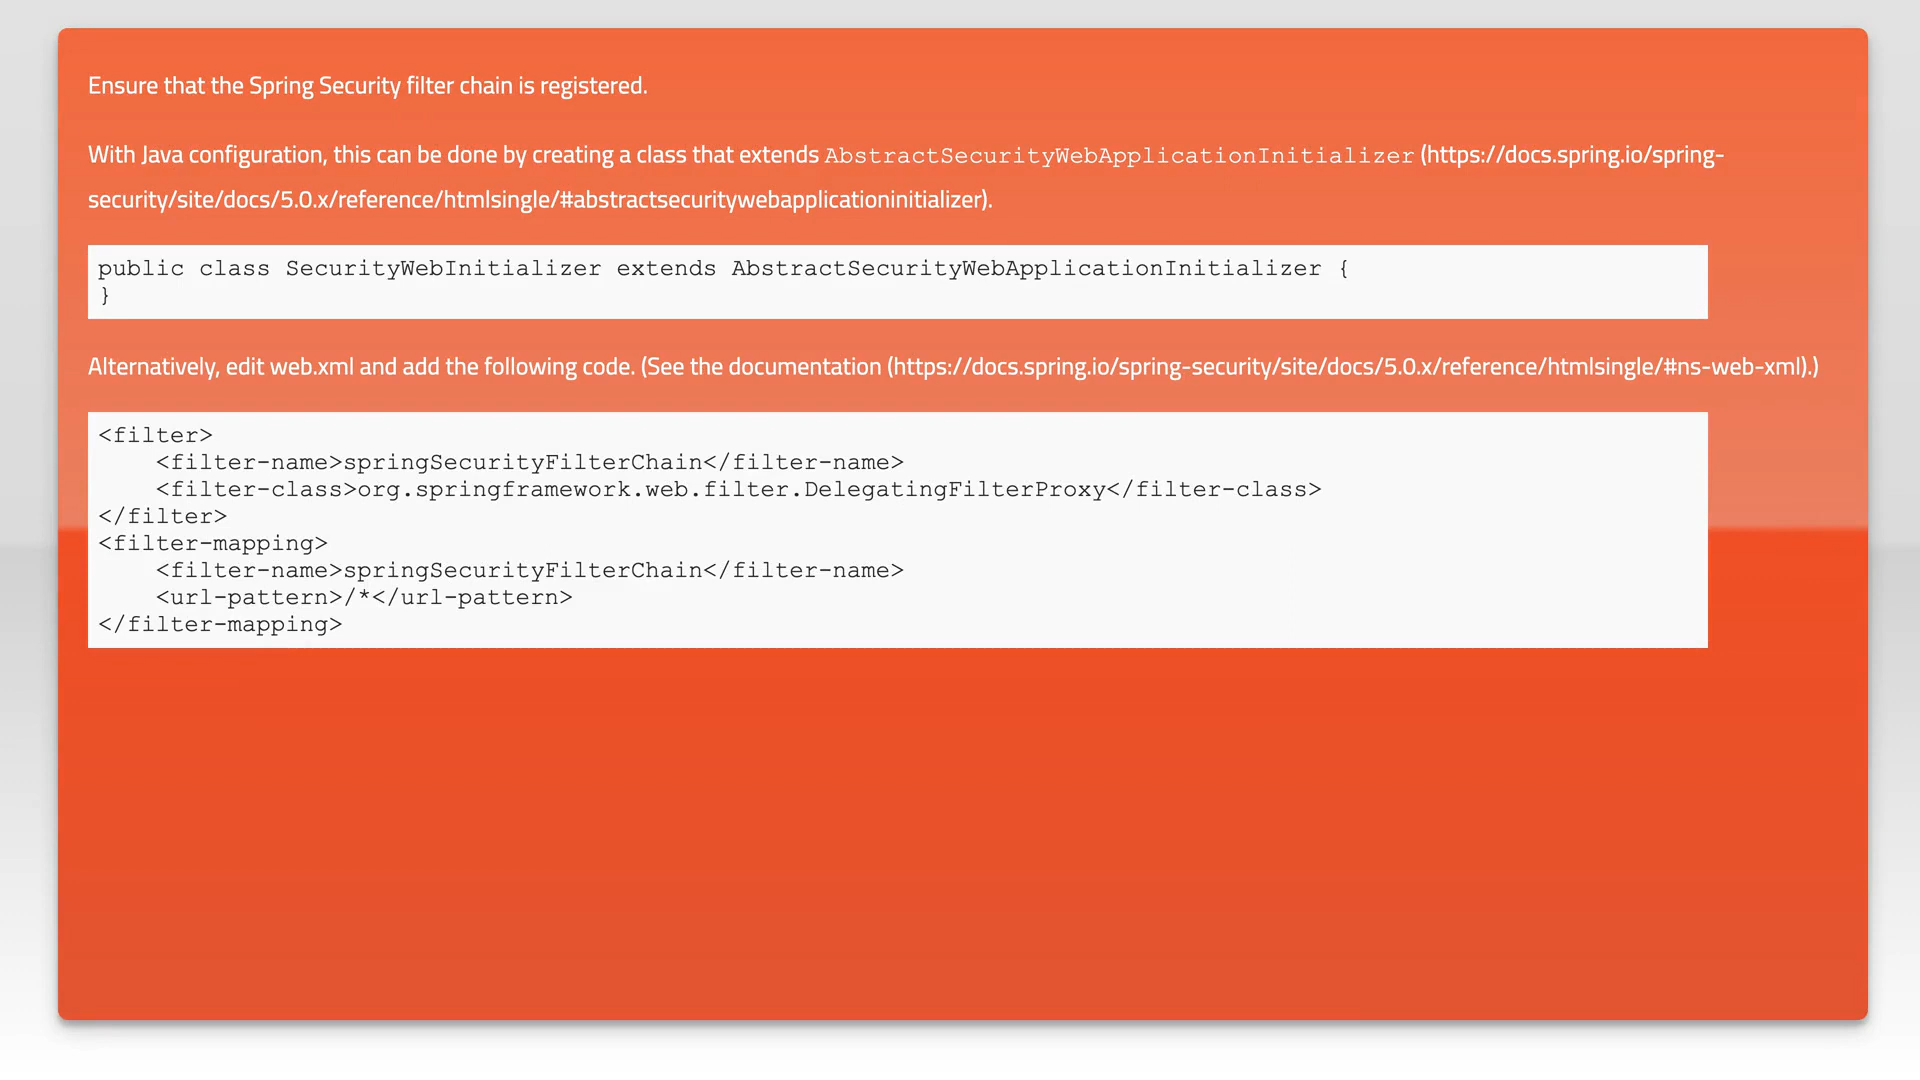 Ensure that the Spring Security filter chain is registered.
With Java configuration, this can be done by creating a class that extends AbstractSecurityWebApplicationInitializer (https://docs.spring.io/spring-
security/site/docs/5.0.x/reference/htmlsingle/#abstractsecuritywebapplicationinitializer).
public class SecurityWebInitializer extends AbstractSecurityWebApplicationInitializer {
}
Alternatively, edit web.xml and add the following code. (See the documentation (https://docs.spring.io/spring-security/site/docs/5.0.x/reference/htmlsingle/#ns-web-xml).)
<filter>
    <filter-name>springSecurityFilterChain</filter-name>
    <filter-class>org.springframework.web.filter.DelegatingFilterProxy</filter-class>
</filter>
<filter-mapping>
    <filter-name>springSecurityFilterChain</filter-name>
    <url-pattern>/*</url-pattern>
</filter-mapping>